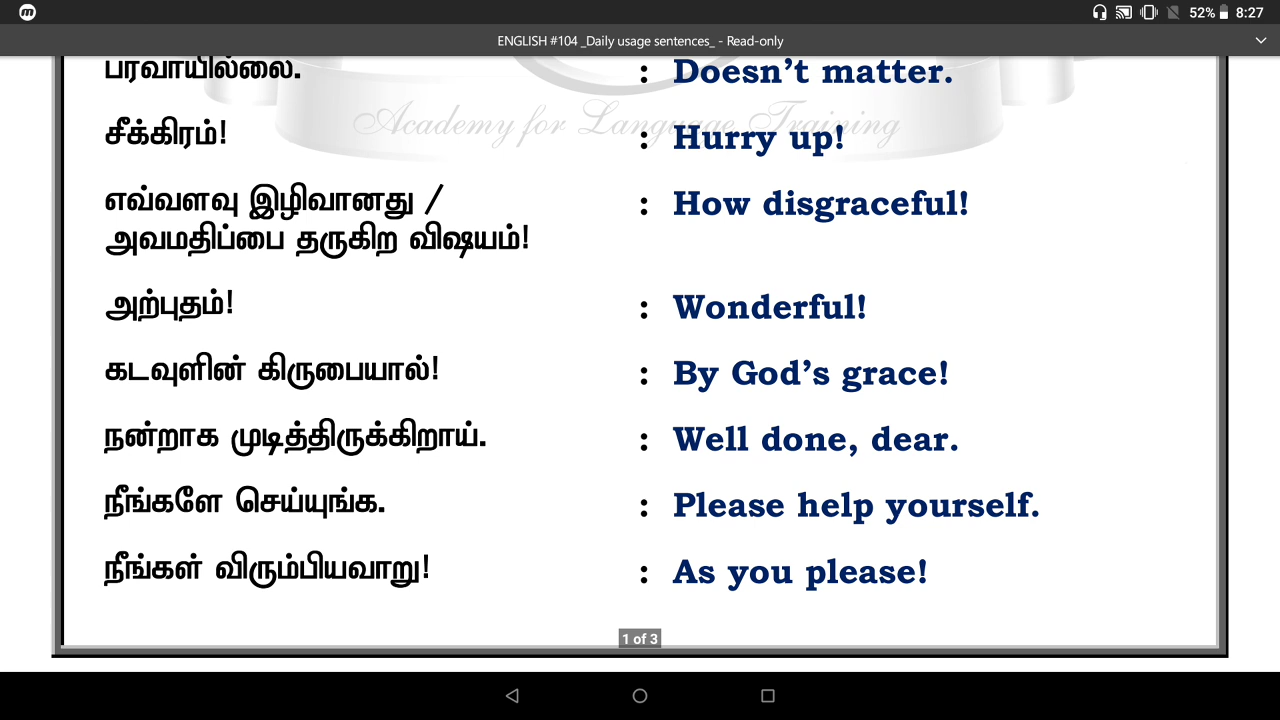 52% 8:27
ENGLISH #104 _Daily usage sentences_ - Read-only
பரவாயில்லை. : Doesn’t matter.
Academy for Language Training
சீக்கிரம்! : Hurry up!
எவ்வளவு இழிவானது / : How disgraceful!
அவமதிப்பை தருகிற விஷயம்!
அற்புதம்! : Wonderful!
கடவுளின் கிருபையால்! : By God’s grace!
நன்றாக முடித்திருக்கிறாய். : Well done, dear.
நீங்களே செய்யுங்க. : Please help yourself.
நீங்கள் விரும்பியவாறு! : As you please!
1 of 3